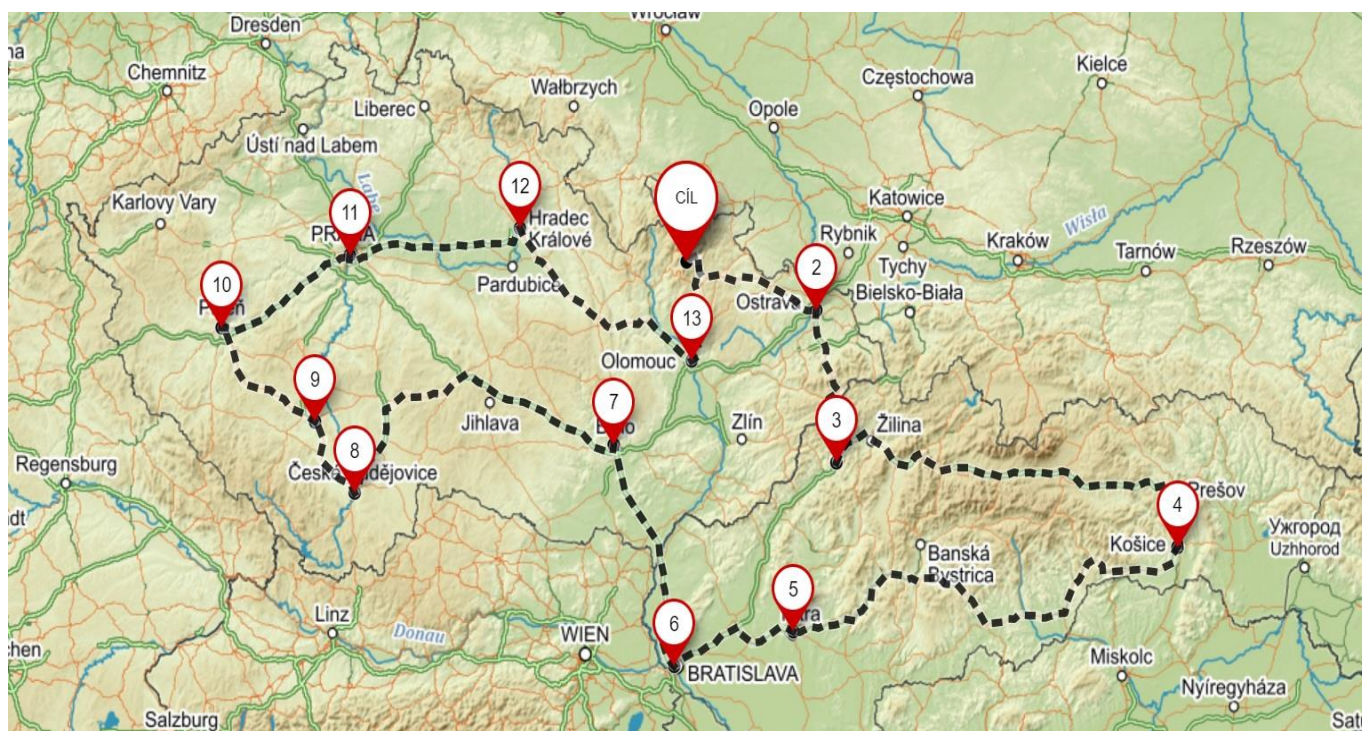 Wrocław
Dresden
Chemnitz
Liberec
Wałbrzych
Częstochowa
Kielce
Opole
Ústí nad Labem
Labe
Karlovy Vary
12
CÍL
Katowice
Wisła
11
Hradec
Králové
Rybnik
Kraków
Tarnów
Rzeszów
Tychy
2
Pardubice
10
Ostrava
Bielsko-Biała
13
Olomouc
9
7
Jihlava
Zlín
3
Žilina
8
Regensburg
Prešov
4
Košice
Ужгород
Uzhhorod
Banská
Bystrica
5
Linz
Donau
WIEN
6
BRATISLAVA
Miskolc
Nyíregyháza
Salzburg